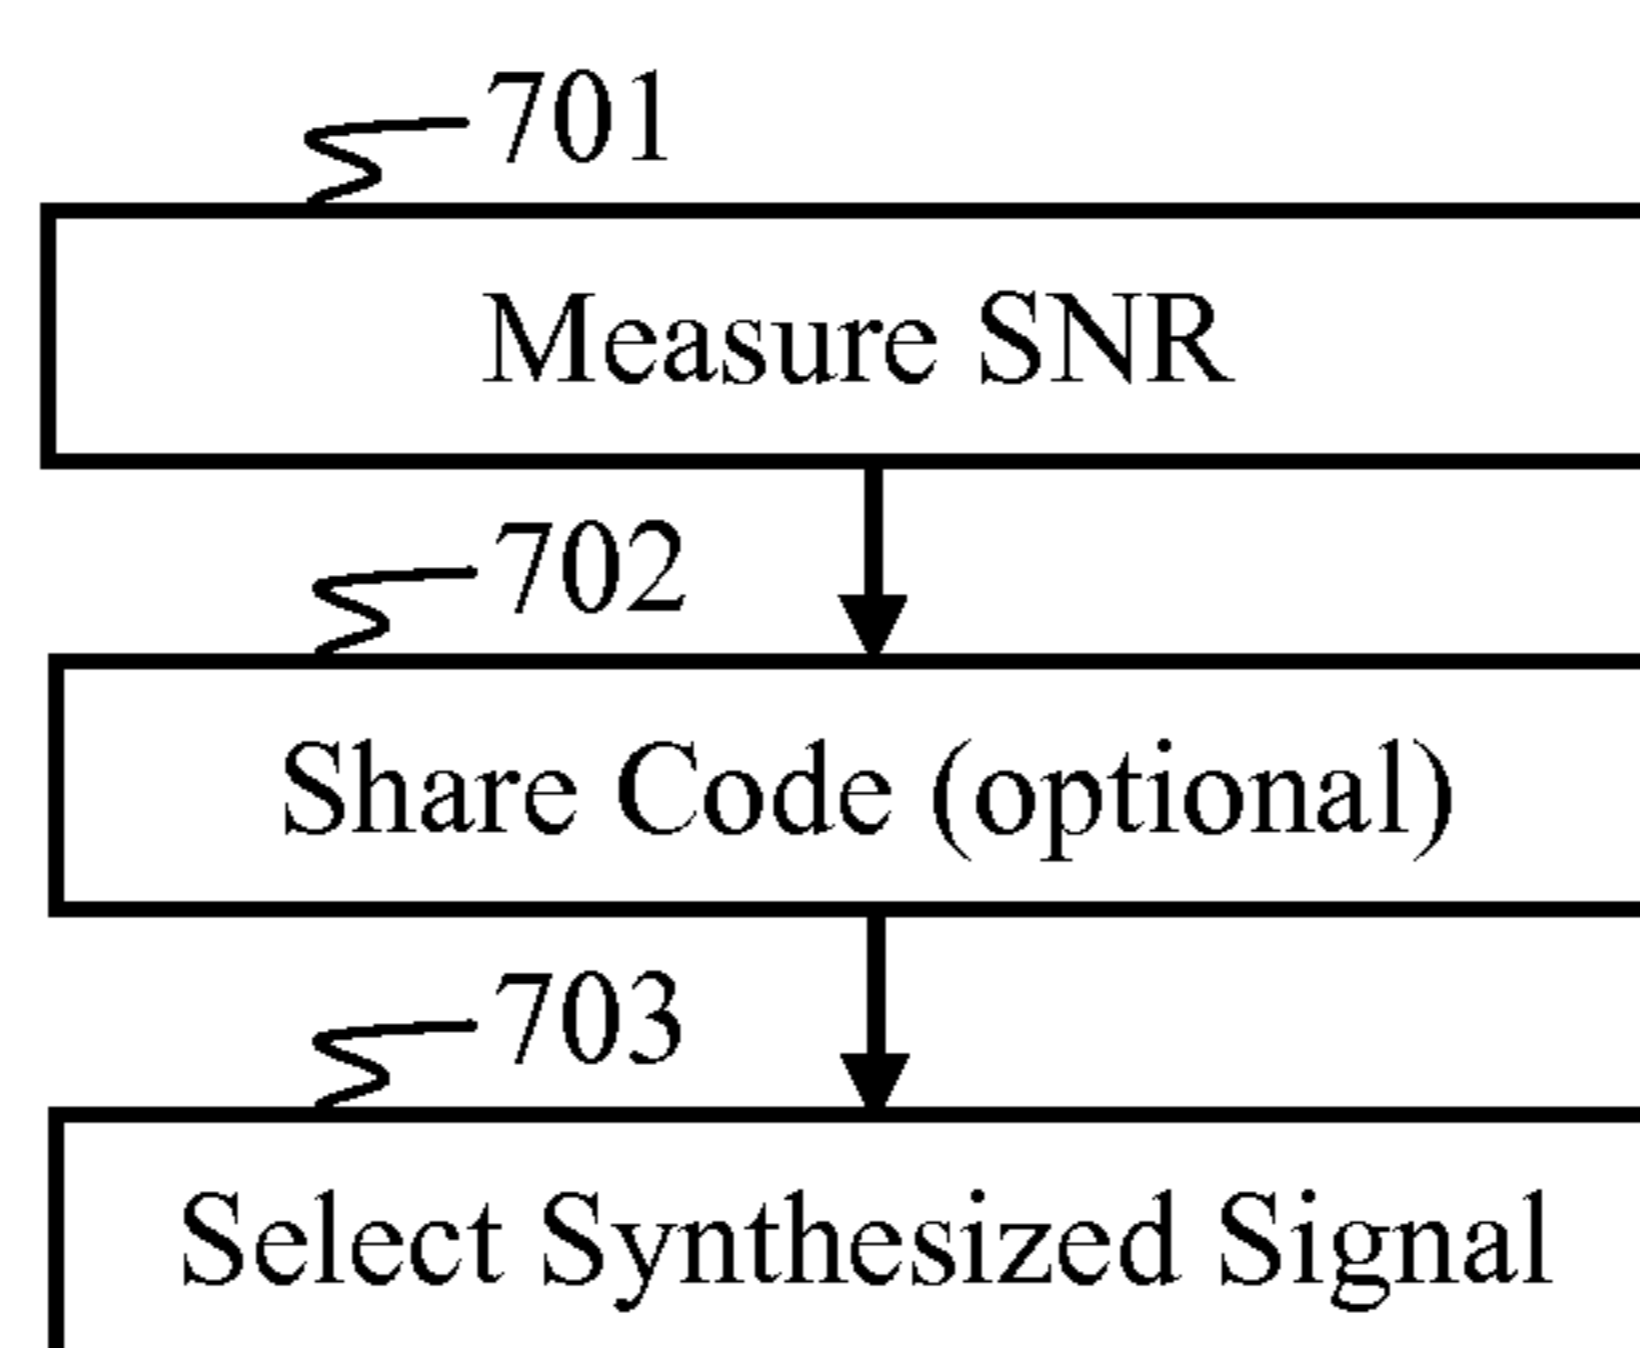 701
Measure SNR
702
Share Code (optional)
703
Select Synthesized Signal